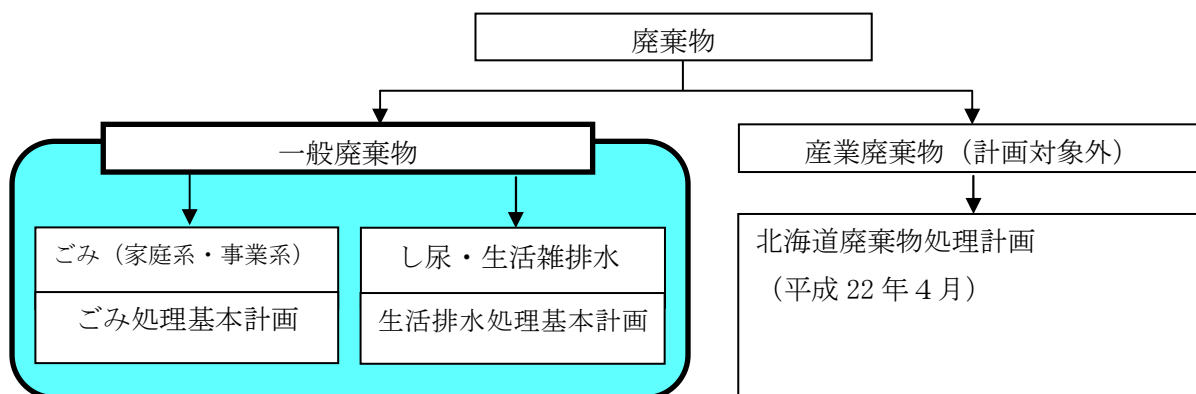 廃棄物
一般廃棄物
産業廃棄物（計画対象外）
ごみ（家庭系・事業系）
ごみ処理基本計画
し尿・生活雑排水
生活排水処理基本計画
北海道廃棄物処理計画
（平成 22 年４月）